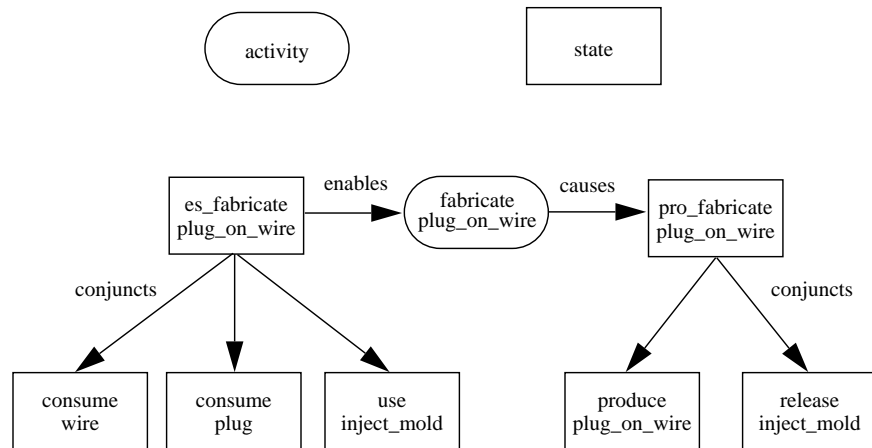 activity
state
enables
causes
es_fabricate
plug_on_wire
fabricate
plug_on_wire
pro_fabricate
plug_on_wire
conjuncts
conjuncts
consume
wire
consume
plug
use
inject_mold
produce
plug_on_wire
release
inject_mold